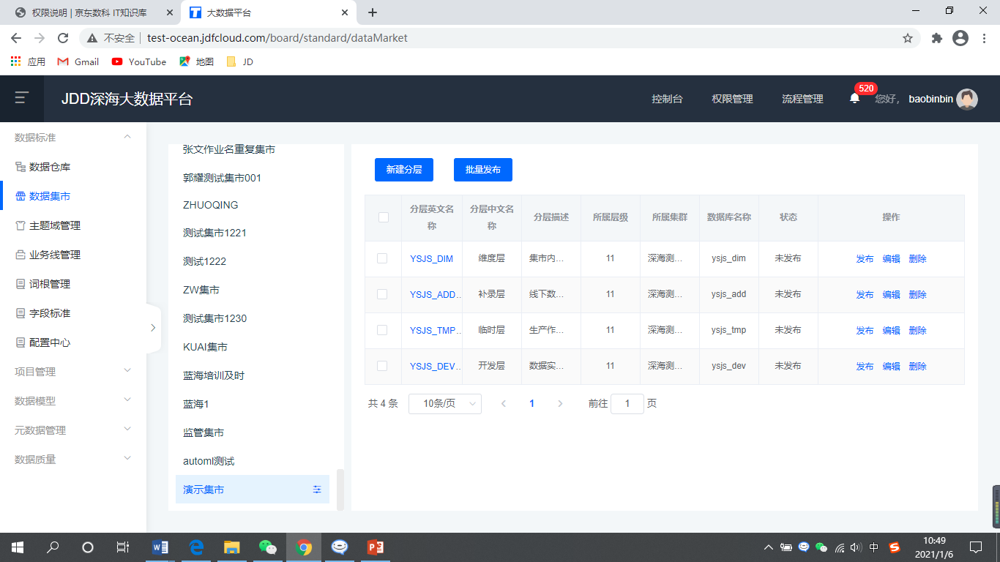 权限说明 | 京东数科 IT知识库
大数据平台
不安全
test-ocean.jdfcloud.com/board/standard/dataMarket
应用
Gmail
YouTube
地图
JD
JDD深海大数据平台
控制台
权限管理
流程管理
520
您好,
baobinbin
数据标准
数据仓库
数据集市
主题域管理
业务线管理
词根管理
字段标准
配置中心
项目管理
数据模型
元数据管理
数据质量
张文作业名重复集市
郭耀测试集市001
ZHUOQING
测试集市1221
测试1222
ZW集市
测试集市1230
KUAI集市
蓝海培训及时
蓝海1
监管集市
automl测试
演示集市
新建分层 批量发布
分层英文名称 分层中文名称 分层描述 所属层级 所属集群 数据库名称 状态 操作
YSJS_DIM 维度层 集市内... 11 深海测... ysjs_dim 未发布 发布 编辑 删除
YSJS_ADD... 补录层 线下数... 11 深海测... ysjs_add 未发布 发布 编辑 删除
YSJS_TMP... 临时层 生产作... 11 深海测... ysjs_tmp 未发布 发布 编辑 删除
YSJS_DEV... 开发层 数据实... 11 深海测... ysjs_dev 未发布 发布 编辑 删除
共 4 条 10条/页 1 前往 1 页
中
10:49
2021/1/6